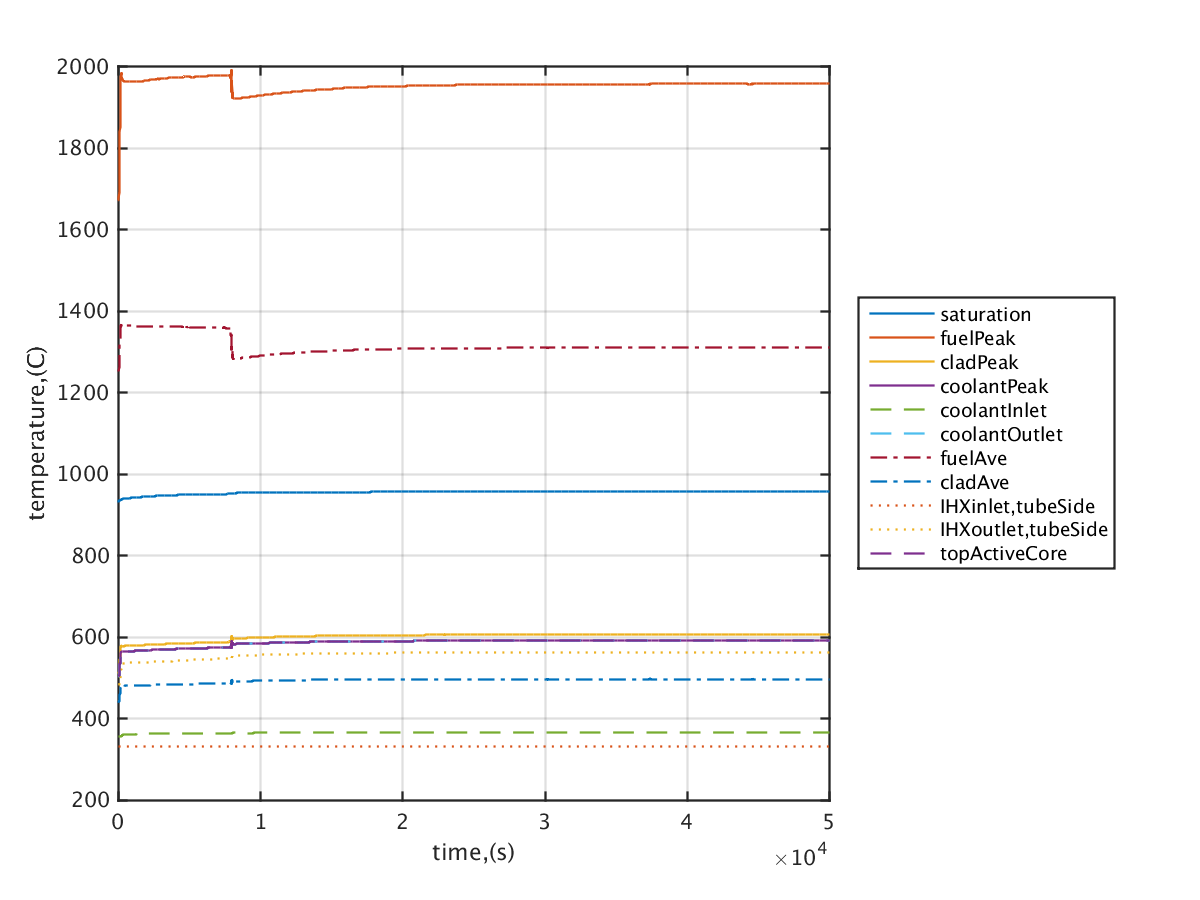 2000
1800
1600
1400
1200
1000
800
600
400
200
temperature,(C)
0
1
2
3
4
5
time,(s)
×10^4
saturation
fuelPeak
cladPeak
coolantPeak
coolantInlet
coolantOutlet
fuelAve
cladAve
IHXinlet,tubeSide
IHXoutlet,tubeSide
topActiveCore